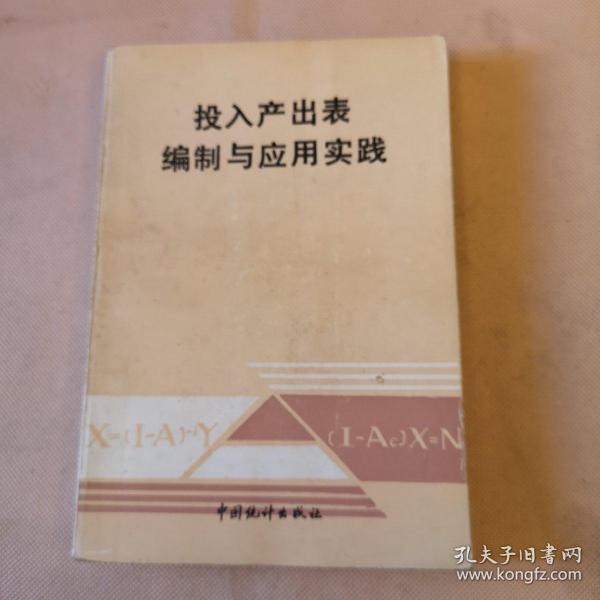 投入产出表
编制与应用实践
X=(I-A)⁻¹Y
(I-Ac)X=N
中国统计出版社
孔夫子旧书网
www.kongfz.com